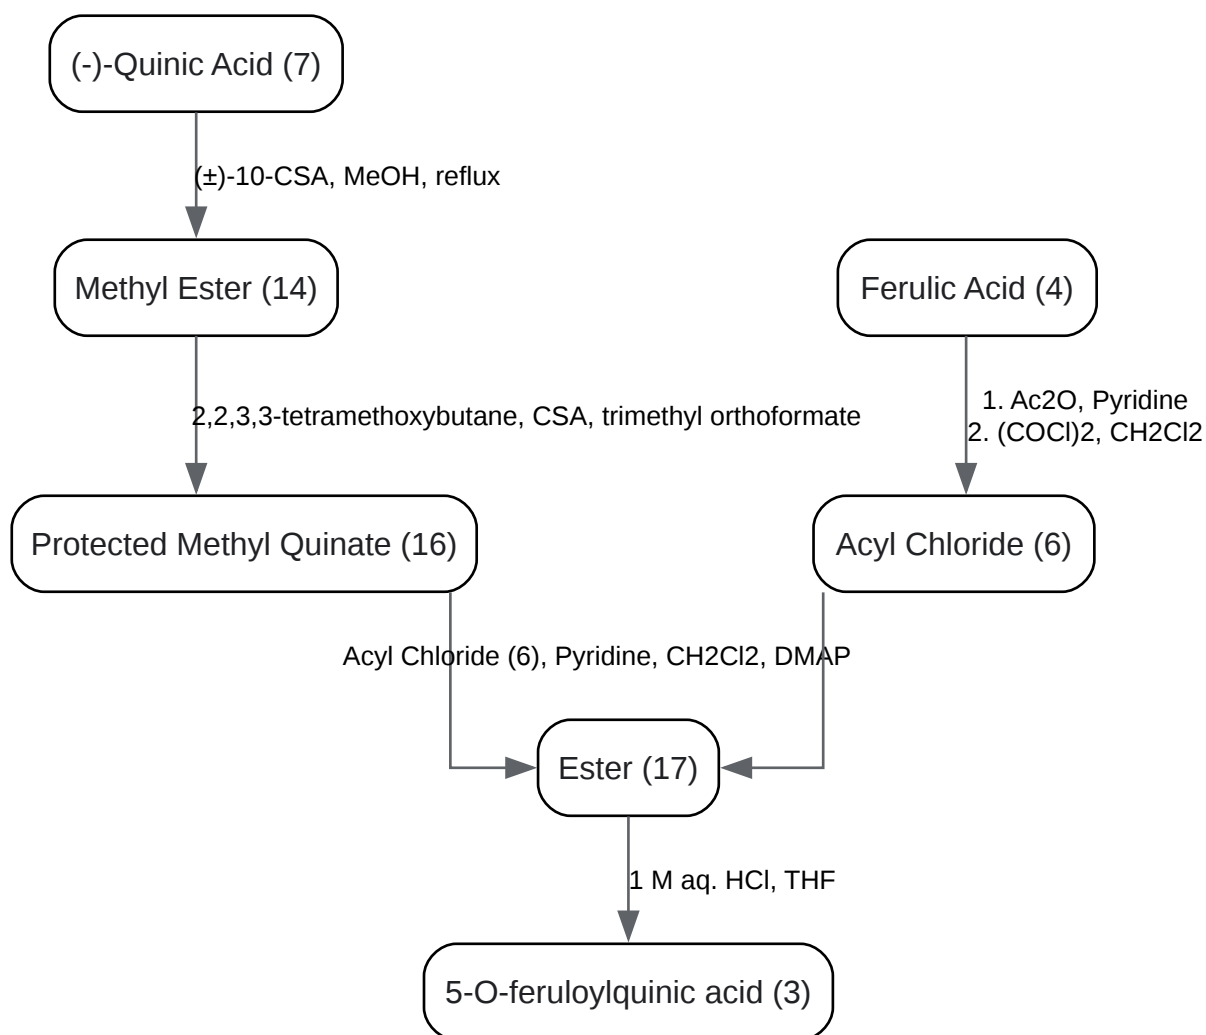 (-)-Quinic Acid (7)
(±)-10-CSA, MeOH, reflux
Methyl Ester (14)
Ferulic Acid (4)
2,2,3,3-tetramethoxybutane, CSA, trimethyl orthoformate
1. Ac2O, Pyridine
2. (COCl)2, CH2Cl2
Protected Methyl Quinate (16)
Acyl Chloride (6)
Acyl Chloride (6), Pyridine, CH2Cl2, DMAP
Ester (17)
1 M aq. HCl, THF
5-O-feruloylquinic acid (3)